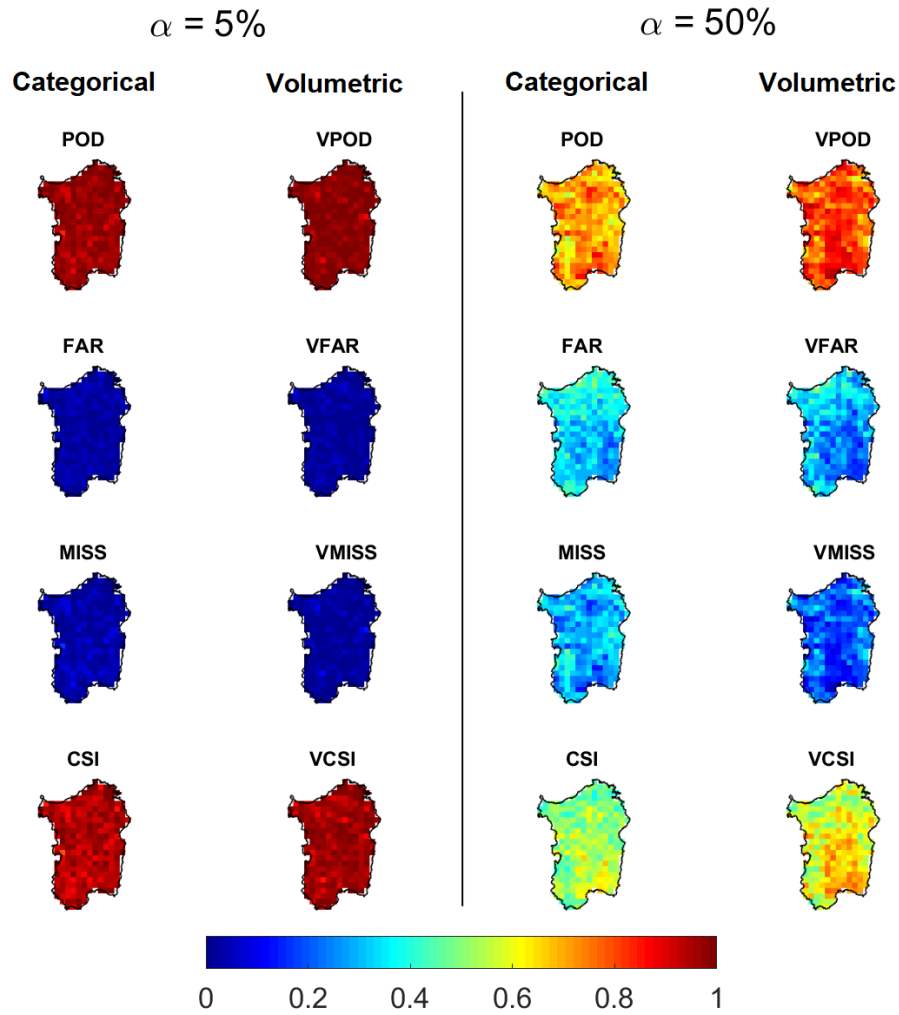 α = 5% α = 50%
Categorical Volumetric Categorical Volumetric
POD VPOD POD VPOD
FAR VFAR FAR VFAR
MISS VMISS MISS VMISS
CSI VCSI CSI VCSI
0 0.2 0.4 0.6 0.8 1